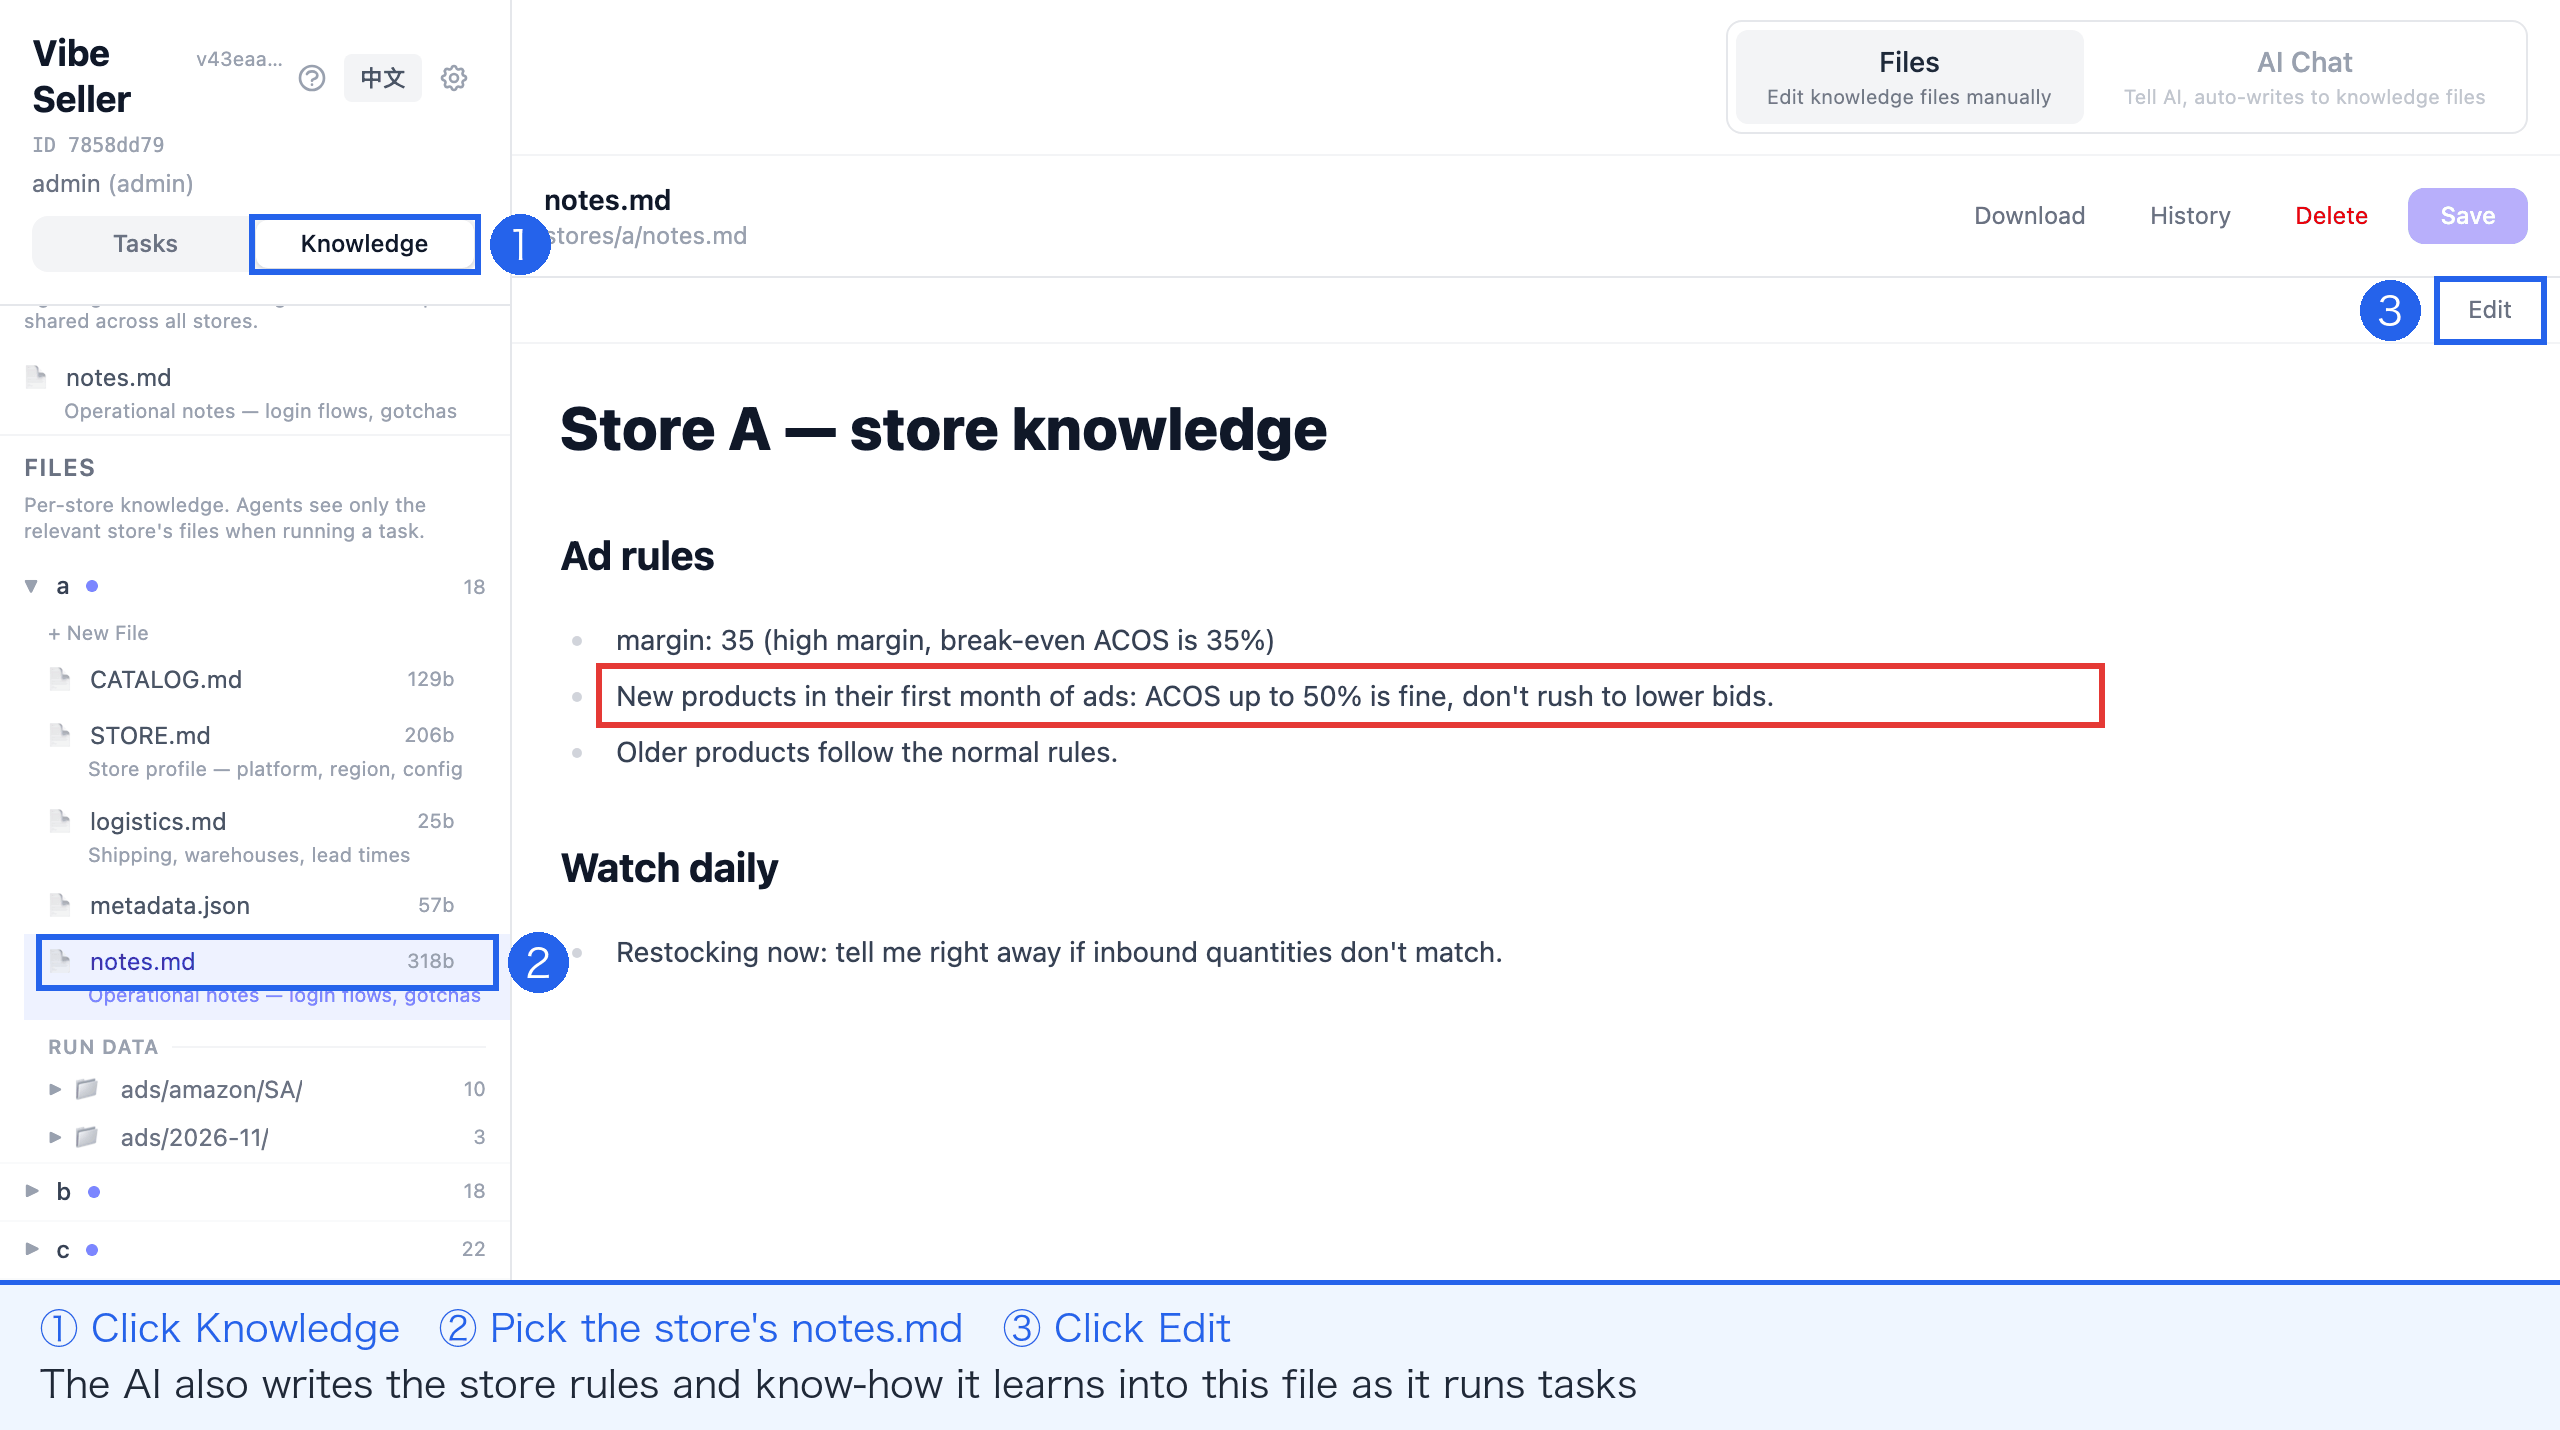 Vibe Seller
v43eaa...
中文
ID 7858dd79
admin (admin)
Tasks
Knowledge
1
shared across all stores.
notes.md
Operational notes — login flows, gotchas
FILES
Per-store knowledge. Agents see only the
relevant store's files when running a task.
a 18
+ New File
CATALOG.md 129b
STORE.md 206b
Store profile — platform, region, config
logistics.md 25b
Shipping, warehouses, lead times
metadata.json 57b
notes.md 318b
2
Operational notes — login flows, gotchas
RUN DATA
ads/amazon/SA/ 10
ads/2026-11/ 3
b 18
c 22
Files
Edit knowledge files manually
AI Chat
Tell AI, auto-writes to knowledge files
notes.md
stores/a/notes.md
Download
History
Delete
Save
3
Edit
Store A — store knowledge
Ad rules
margin: 35 (high margin, break-even ACOS is 35%)
New products in their first month of ads: ACOS up to 50% is fine, don't rush to lower bids.
Older products follow the normal rules.
Watch daily
Restocking now: tell me right away if inbound quantities don't match.
① Click Knowledge ② Pick the store's notes.md ③ Click Edit
The AI also writes the store rules and know-how it learns into this file as it runs tasks